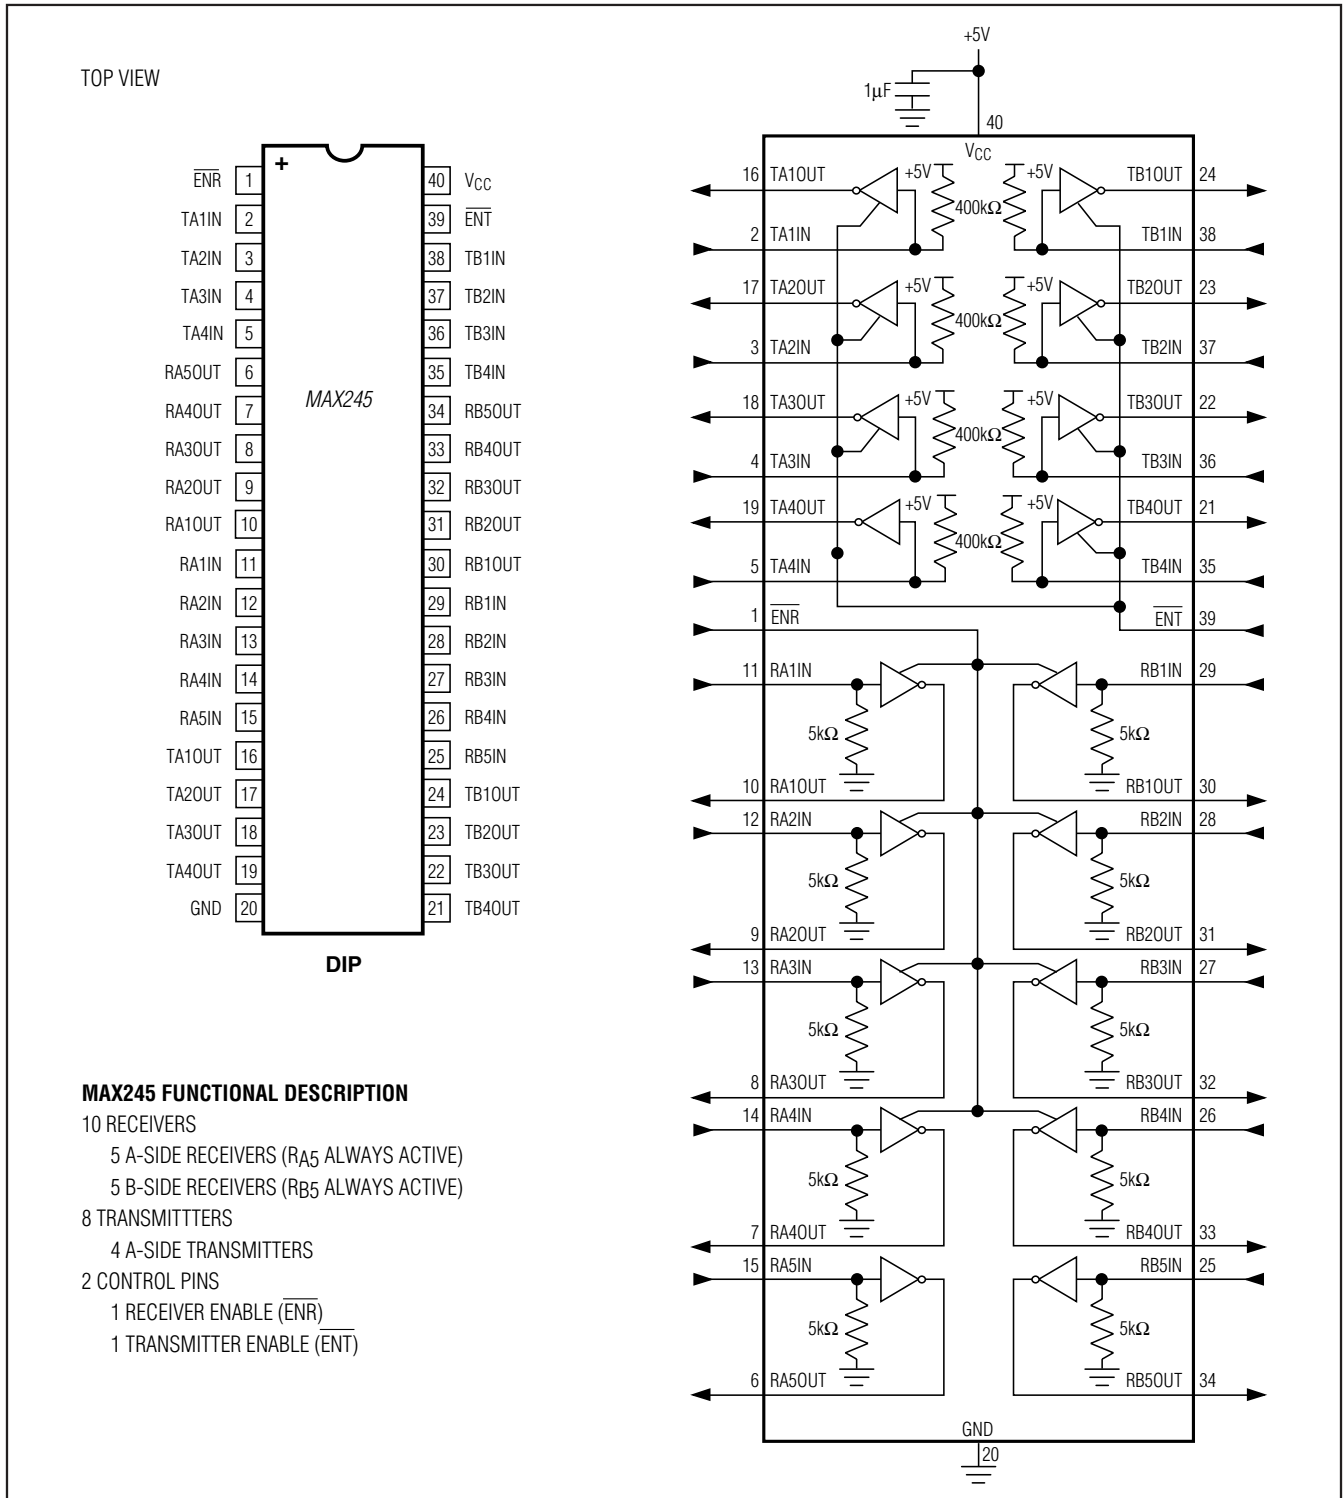 TOP VIEW
+
MAX245
ENR 1
TA1IN 2
TA2IN 3
TA3IN 4
TA4IN 5
RA5OUT 6
RA4OUT 7
RA3OUT 8
RA2OUT 9
RA1OUT 10
RA1IN 11
RA2IN 12
RA3IN 13
RA4IN 14
RA5IN 15
TA1OUT 16
TA2OUT 17
TA3OUT 18
TA4OUT 19
GND 20
40 VCC
39 ENT
38 TB1IN
37 TB2IN
36 TB3IN
35 TB4IN
34 RB5OUT
33 RB4OUT
32 RB3OUT
31 RB2OUT
30 RB1OUT
29 RB1IN
28 RB2IN
27 RB3IN
26 RB4IN
25 RB5IN
24 TB1OUT
23 TB2OUT
22 TB3OUT
21 TB4OUT
DIP
MAX245 FUNCTIONAL DESCRIPTION
10 RECEIVERS
5 A-SIDE RECEIVERS (RA5 ALWAYS ACTIVE)
5 B-SIDE RECEIVERS (RB5 ALWAYS ACTIVE)
8 TRANSMITTTERS
4 A-SIDE TRANSMITTERS
2 CONTROL PINS
1 RECEIVER ENABLE (ENR)
1 TRANSMITTER ENABLE (ENT)
+5V
1µF
40
VCC
16 TA1OUT +5V +5V TB1OUT 24
400kΩ
2 TA1IN TB1IN 38
17 TA2OUT +5V +5V TB2OUT 23
400kΩ
3 TA2IN TB2IN 37
18 TA3OUT +5V +5V TB3OUT 22
400kΩ
4 TA3IN TB3IN 36
19 TA4OUT +5V +5V TB4OUT 21
400kΩ
5 TA4IN TB4IN 35
1 ENR ENT 39
11 RA1IN RB1IN 29
5kΩ 5kΩ
10 RA1OUT RB1OUT 30
12 RA2IN RB2IN 28
5kΩ 5kΩ
9 RA2OUT RB2OUT 31
13 RA3IN RB3IN 27
5kΩ 5kΩ
8 RA3OUT RB3OUT 32
14 RA4IN RB4IN 26
5kΩ 5kΩ
7 RA4OUT RB4OUT 33
15 RA5IN RB5IN 25
5kΩ 5kΩ
6 RA5OUT RB5OUT 34
GND
20